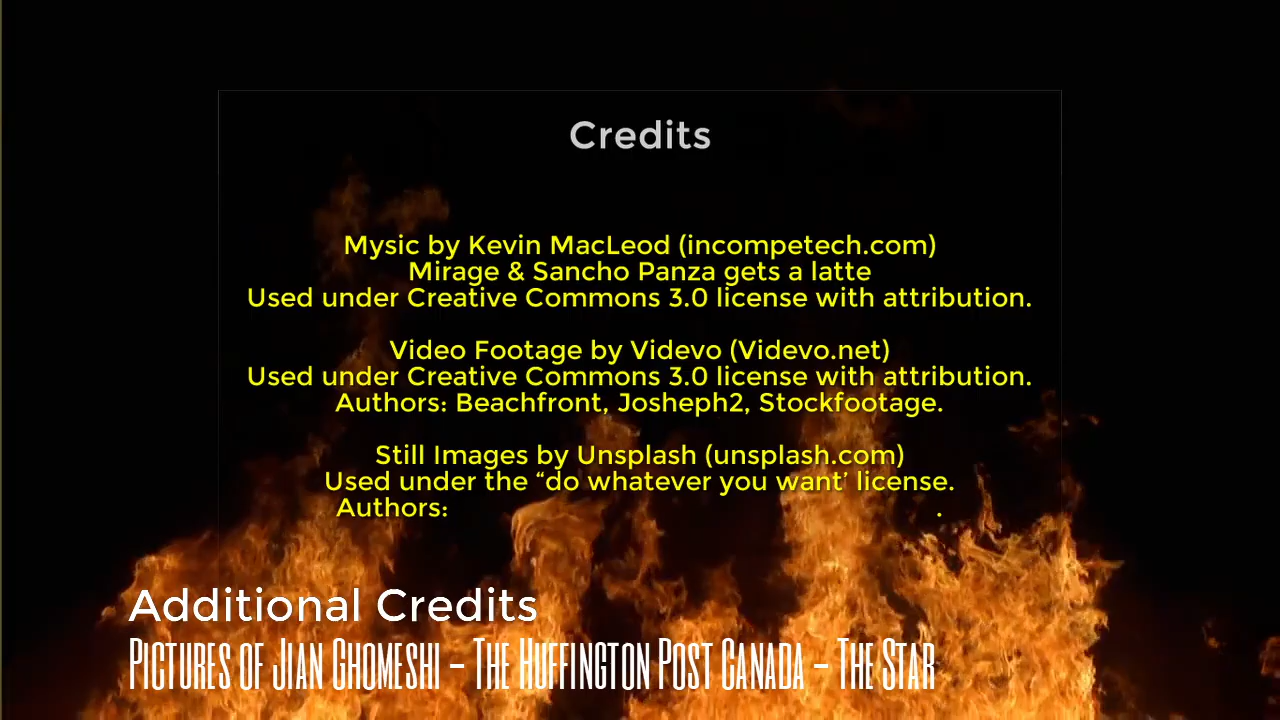 Credits
Mysic by Kevin MacLeod (incompetech.com)
Mirage & Sancho Panza gets a latte
Used under Creative Commons 3.0 license with attribution.
Video Footage by Videvo (Videvo.net)
Used under Creative Commons 3.0 license with attribution.
Authors: Beachfront, Josheph2, Stockfootage.
Still Images by Unsplash (unsplash.com)
Used under the “do whatever you want’ license.
Authors: .
Additional Credits
Pictures of Jian Ghomeshi – The Huffington Post Canada – The Star